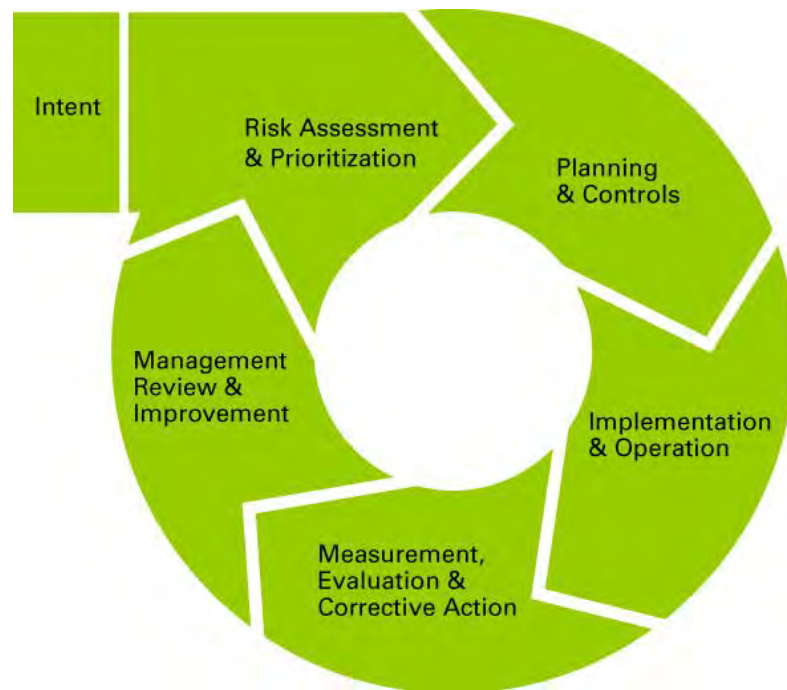 Intent
Risk Assessment
& Prioritization
Planning
& Controls
Implementation
& Operation
Measurement,
Evaluation &
Corrective Action
Management
Review &
Improvement